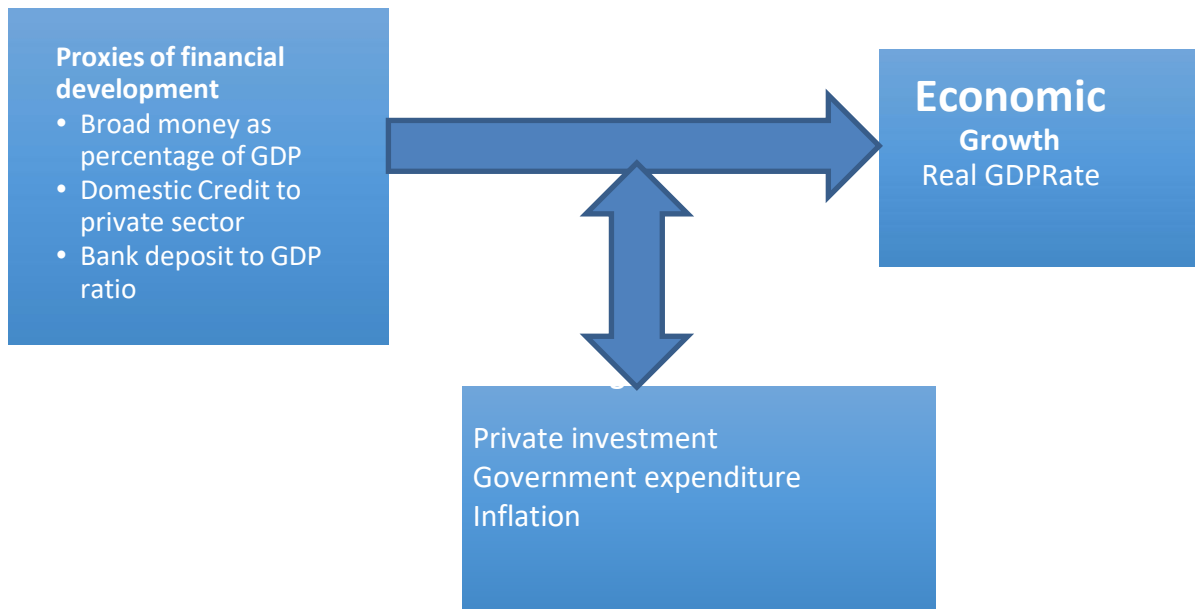 Proxies of financial
development
• Broad money as
percentage of GDP
• Domestic Credit to
private sector
• Bank deposit to GDP
ratio
Economic
Growth
Real GDPRate
Private investment
Government expenditure
Inflation